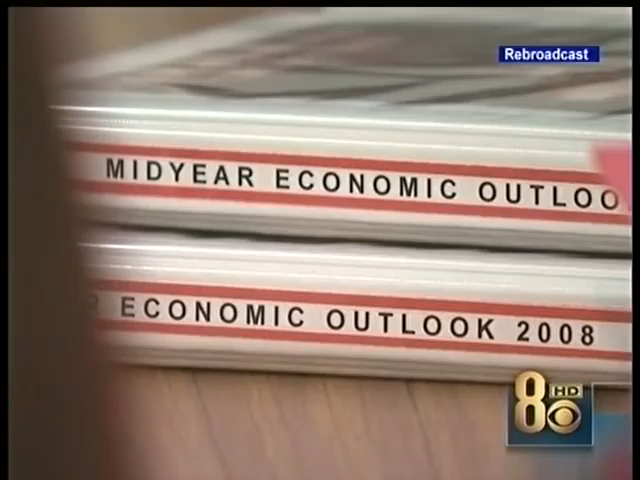 Rebroadcast
MIDYEAR ECONOMIC OUTLOO
R ECONOMIC OUTLOOK 2008
8 HD